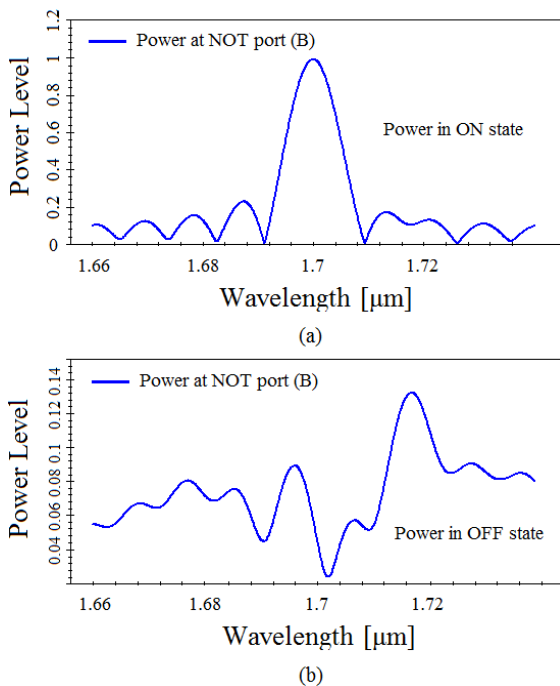 Power Level
1.2
1
0.8
0.6
0.4
0.2
0
Power at NOT port (B)
Power in ON state
1.66 1.68 1.7 1.72
Wavelength [μm]
(a)
Power Level
0.14
0.12
0.1
0.08
0.06
0.04
Power at NOT port (B)
Power in OFF state
1.66 1.68 1.7 1.72
Wavelength [μm]
(b)